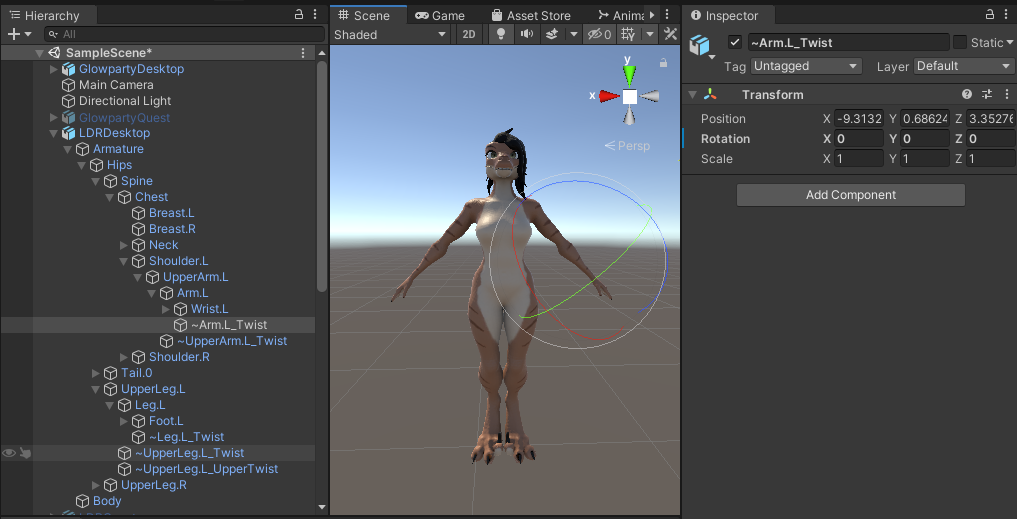 Hierarchy
All
SampleScene*
GlowpartyDesktop
Main Camera
Directional Light
GlowpartyQuest
LDRDesktop
Armature
Hips
Spine
Chest
Breast.L
Breast.R
Neck
Shoulder.L
UpperArm.L
Arm.L
Wrist.L
~Arm.L_Twist
~UpperArm.L_Twist
Shoulder.R
Tail.0
UpperLeg.L
Leg.L
Foot.L
~Leg.L_Twist
~UpperLeg.L_Twist
~UpperLeg.L_UpperTwist
UpperLeg.R
Body
Scene Game Asset Store Anima
Shaded 2D 0
y
x
Persp
Inspector
~Arm.L_Twist Static
Tag Untagged Layer Default
Transform
Position X -9.3132 Y 0.68624 Z 3.35276
Rotation X 0 Y 0 Z 0
Scale X 1 Y 1 Z 1
Add Component